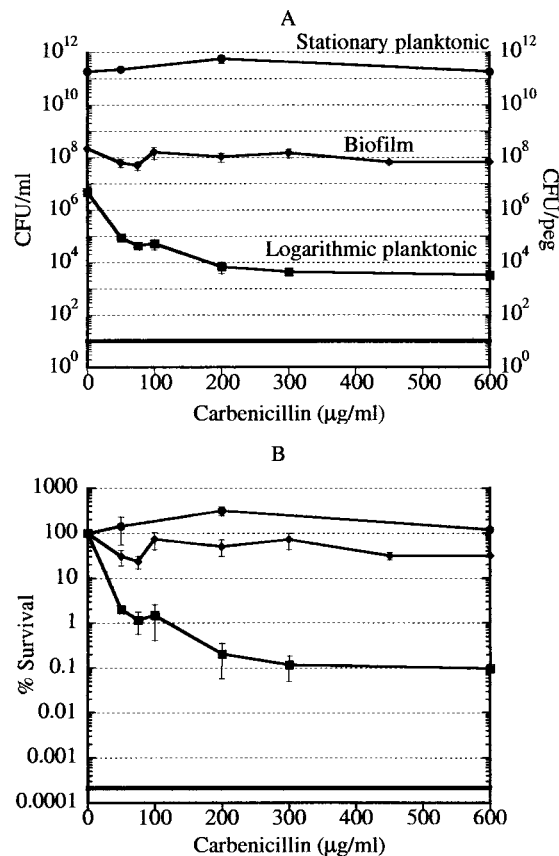 A
Stationary planktonic
10^12 10^12
10^10 10^10
Biofilm
10^8 10^8
CFU/ml CFU/peg
10^6 10^6
Logarithmic planktonic
10^4 10^4
10^2 10^2
10^0 10^0
0 100 200 300 400 500 600
Carbenicillin (µg/ml)
B
1000
100
10
1
% Survival
0.1
0.01
0.001
0.0001
0 100 200 300 400 500 600
Carbenicillin (µg/ml)